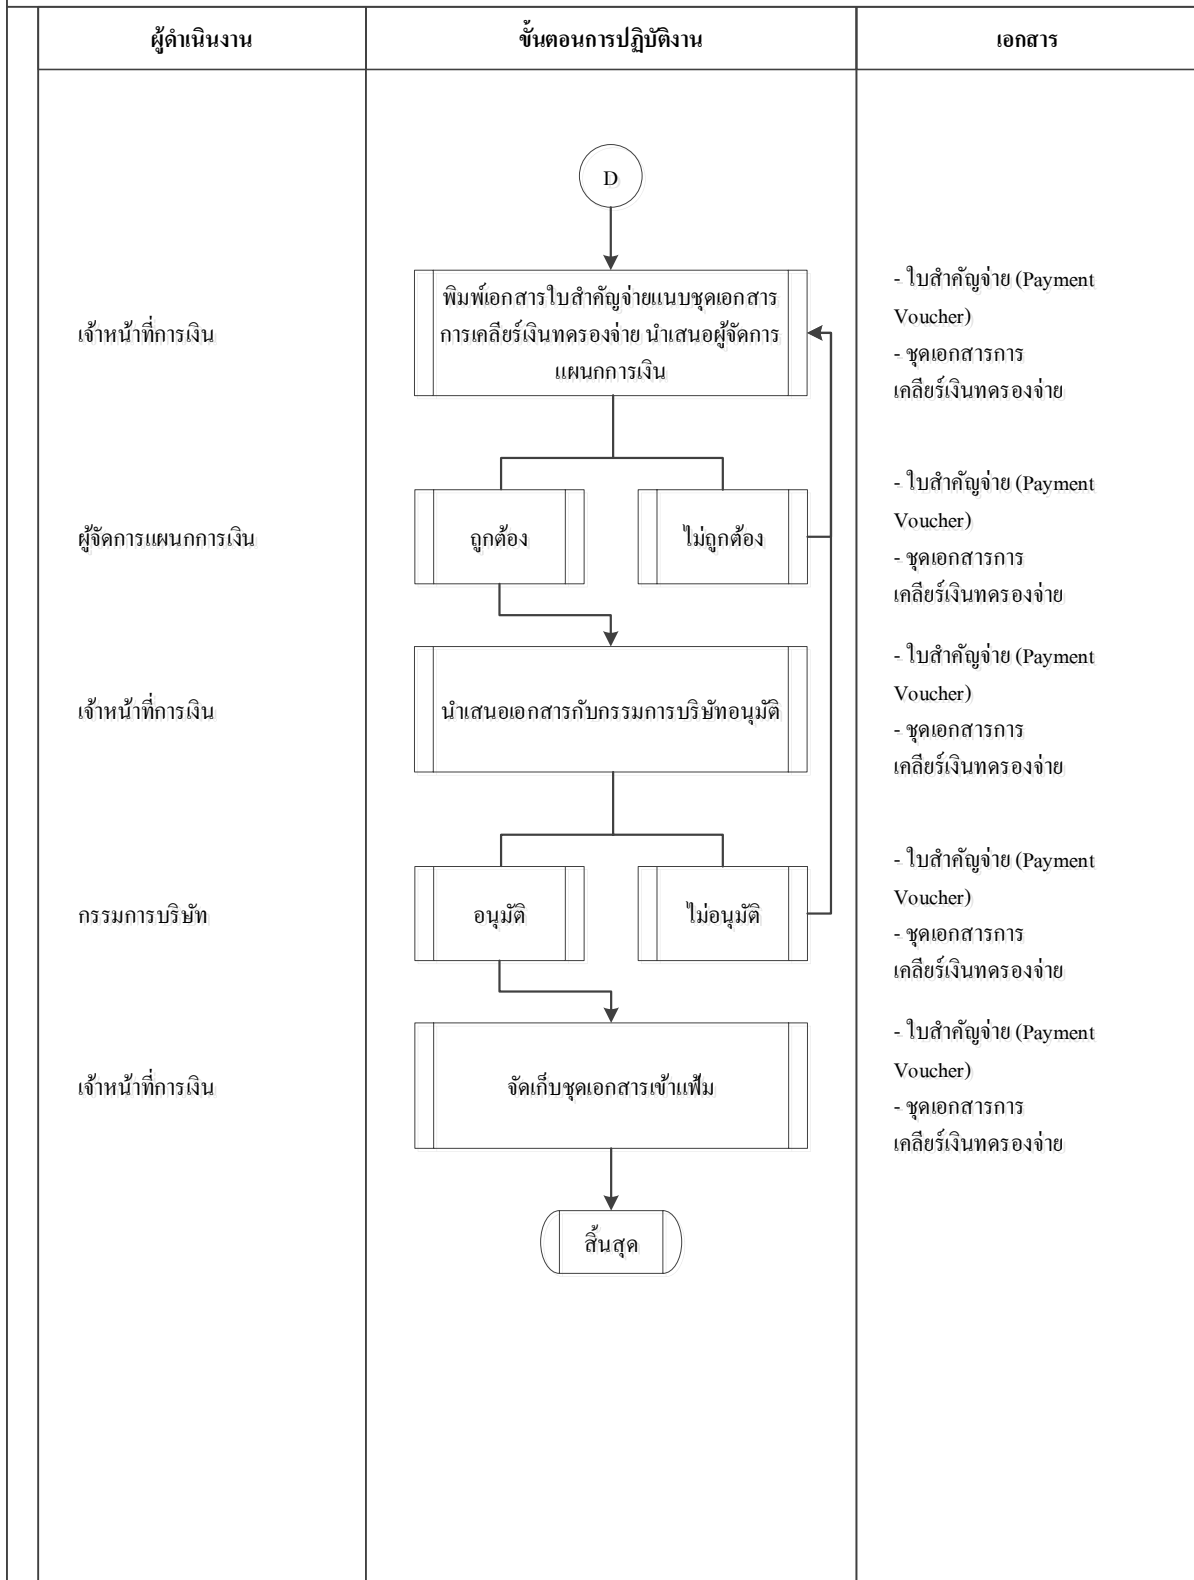 ผู้ดำเนินงาน
ขั้นตอนการปฏิบัติงาน
เอกสาร
D
เจ้าหน้าที่การเงิน
พิมพ์เอกสารใบสำคัญจ่ายแนบชุดเอกสาร
การเคลียร์เงินทดรองจ่าย นำเสนอผู้จัดการ
แผนกการเงิน
- ใบสำคัญจ่าย (Payment
Voucher)
- ชุดเอกสารการ
เคลียร์เงินทดรองจ่าย
ผู้จัดการแผนกการเงิน
ถูกต้อง
ไม่ถูกต้อง
- ใบสำคัญจ่าย (Payment
Voucher)
- ชุดเอกสารการ
เคลียร์เงินทดรองจ่าย
เจ้าหน้าที่การเงิน
นำเสนอเอกสารกับกรรมการบริษัทอนุมัติ
- ใบสำคัญจ่าย (Payment
Voucher)
- ชุดเอกสารการ
เคลียร์เงินทดรองจ่าย
กรรมการบริษัท
อนุมัติ
ไม่อนุมัติ
- ใบสำคัญจ่าย (Payment
Voucher)
- ชุดเอกสารการ
เคลียร์เงินทดรองจ่าย
เจ้าหน้าที่การเงิน
จัดเก็บชุดเอกสารเข้าแฟ้ม
- ใบสำคัญจ่าย (Payment
Voucher)
- ชุดเอกสารการ
เคลียร์เงินทดรองจ่าย
สิ้นสุด